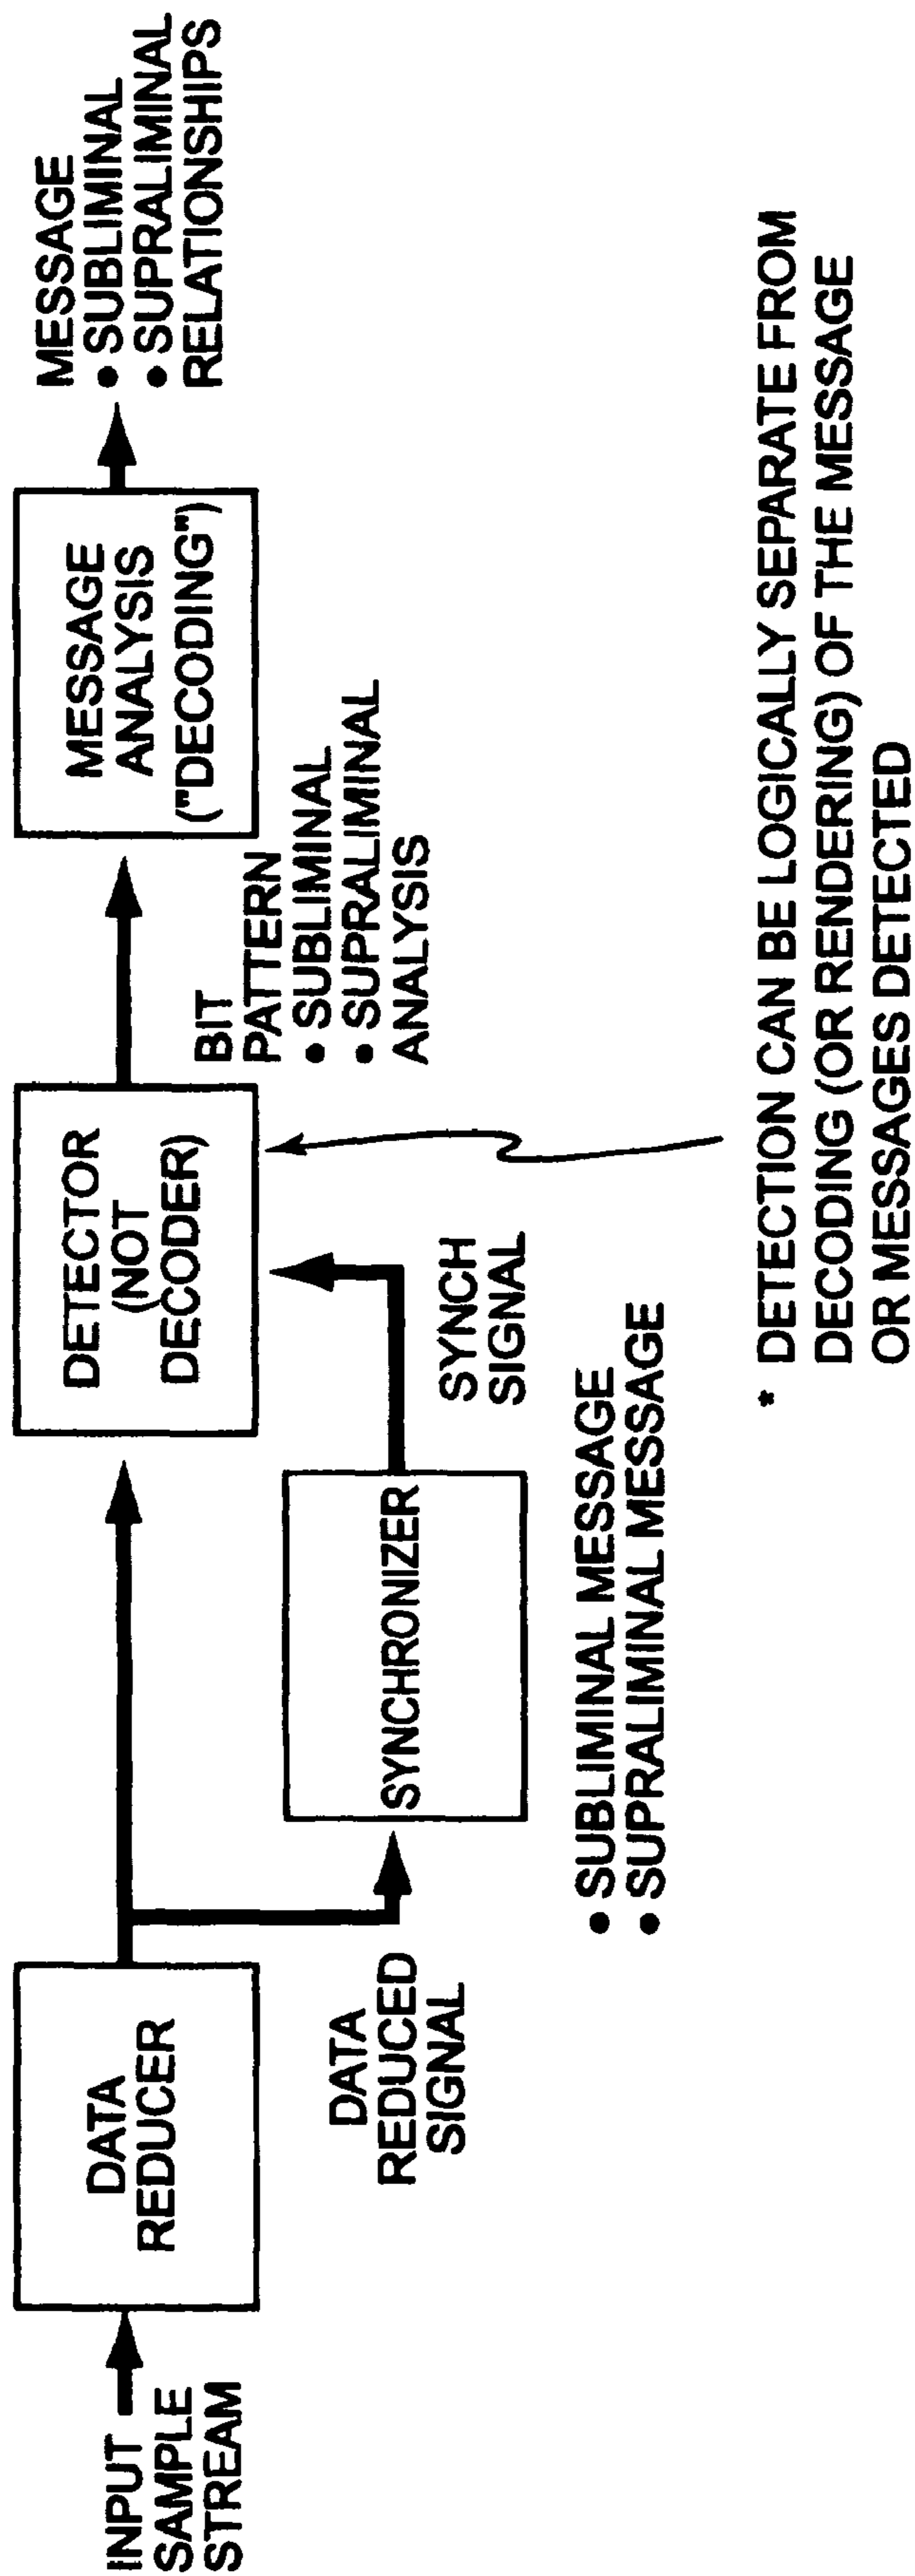 INPUT
SAMPLE
STREAM
DATA
REDUCER
DATA
REDUCED
SIGNAL
SYNCHRONIZER
• SUBLIMINAL MESSAGE
• SUPRALIMINAL MESSAGE
SYNCH
SIGNAL
DETECTOR
(NOT
DECODER)
BIT
PATTERN
• SUBLIMINAL
• SUPRALIMINAL
ANALYSIS
MESSAGE
ANALYSIS
("DECODING")
MESSAGE
• SUBLIMINAL
• SUPRALIMINAL
RELATIONSHIPS
* DETECTION CAN BE LOGICALLY SEPARATE FROM
DECODING (OR RENDERING) OF THE MESSAGE
OR MESSAGES DETECTED